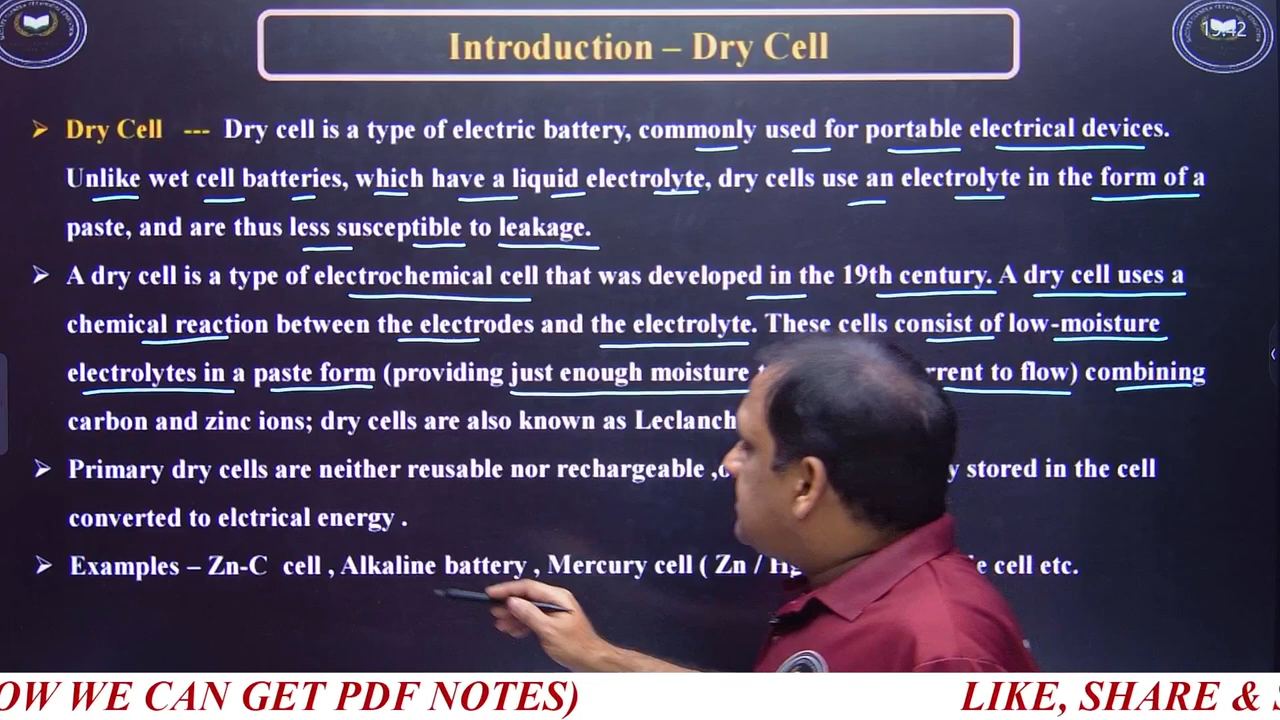 Introduction – Dry Cell
19:42
➢ Dry Cell --- Dry cell is a type of electric battery, commonly used for portable electrical devices.
Unlike wet cell batteries, which have a liquid electrolyte, dry cells use an electrolyte in the form of a
paste, and are thus less susceptible to leakage.
➢ A dry cell is a type of electrochemical cell that was developed in the 19th century. A dry cell uses a
chemical reaction between the electrodes and the electrolyte. These cells consist of low-moisture
electrolytes in a paste form (providing just enough moisture rrent to flow) combining
carbon and zinc ions; dry cells are also known as Leclanch
➢ Primary dry cells are neither reusable nor rechargeable , y stored in the cell
converted to elctrical energy .
➢ Examples – Zn-C cell , Alkaline battery , Mercury cell ( Zn / e cell etc.
OW WE CAN GET PDF NOTES) LIKE, SHARE &